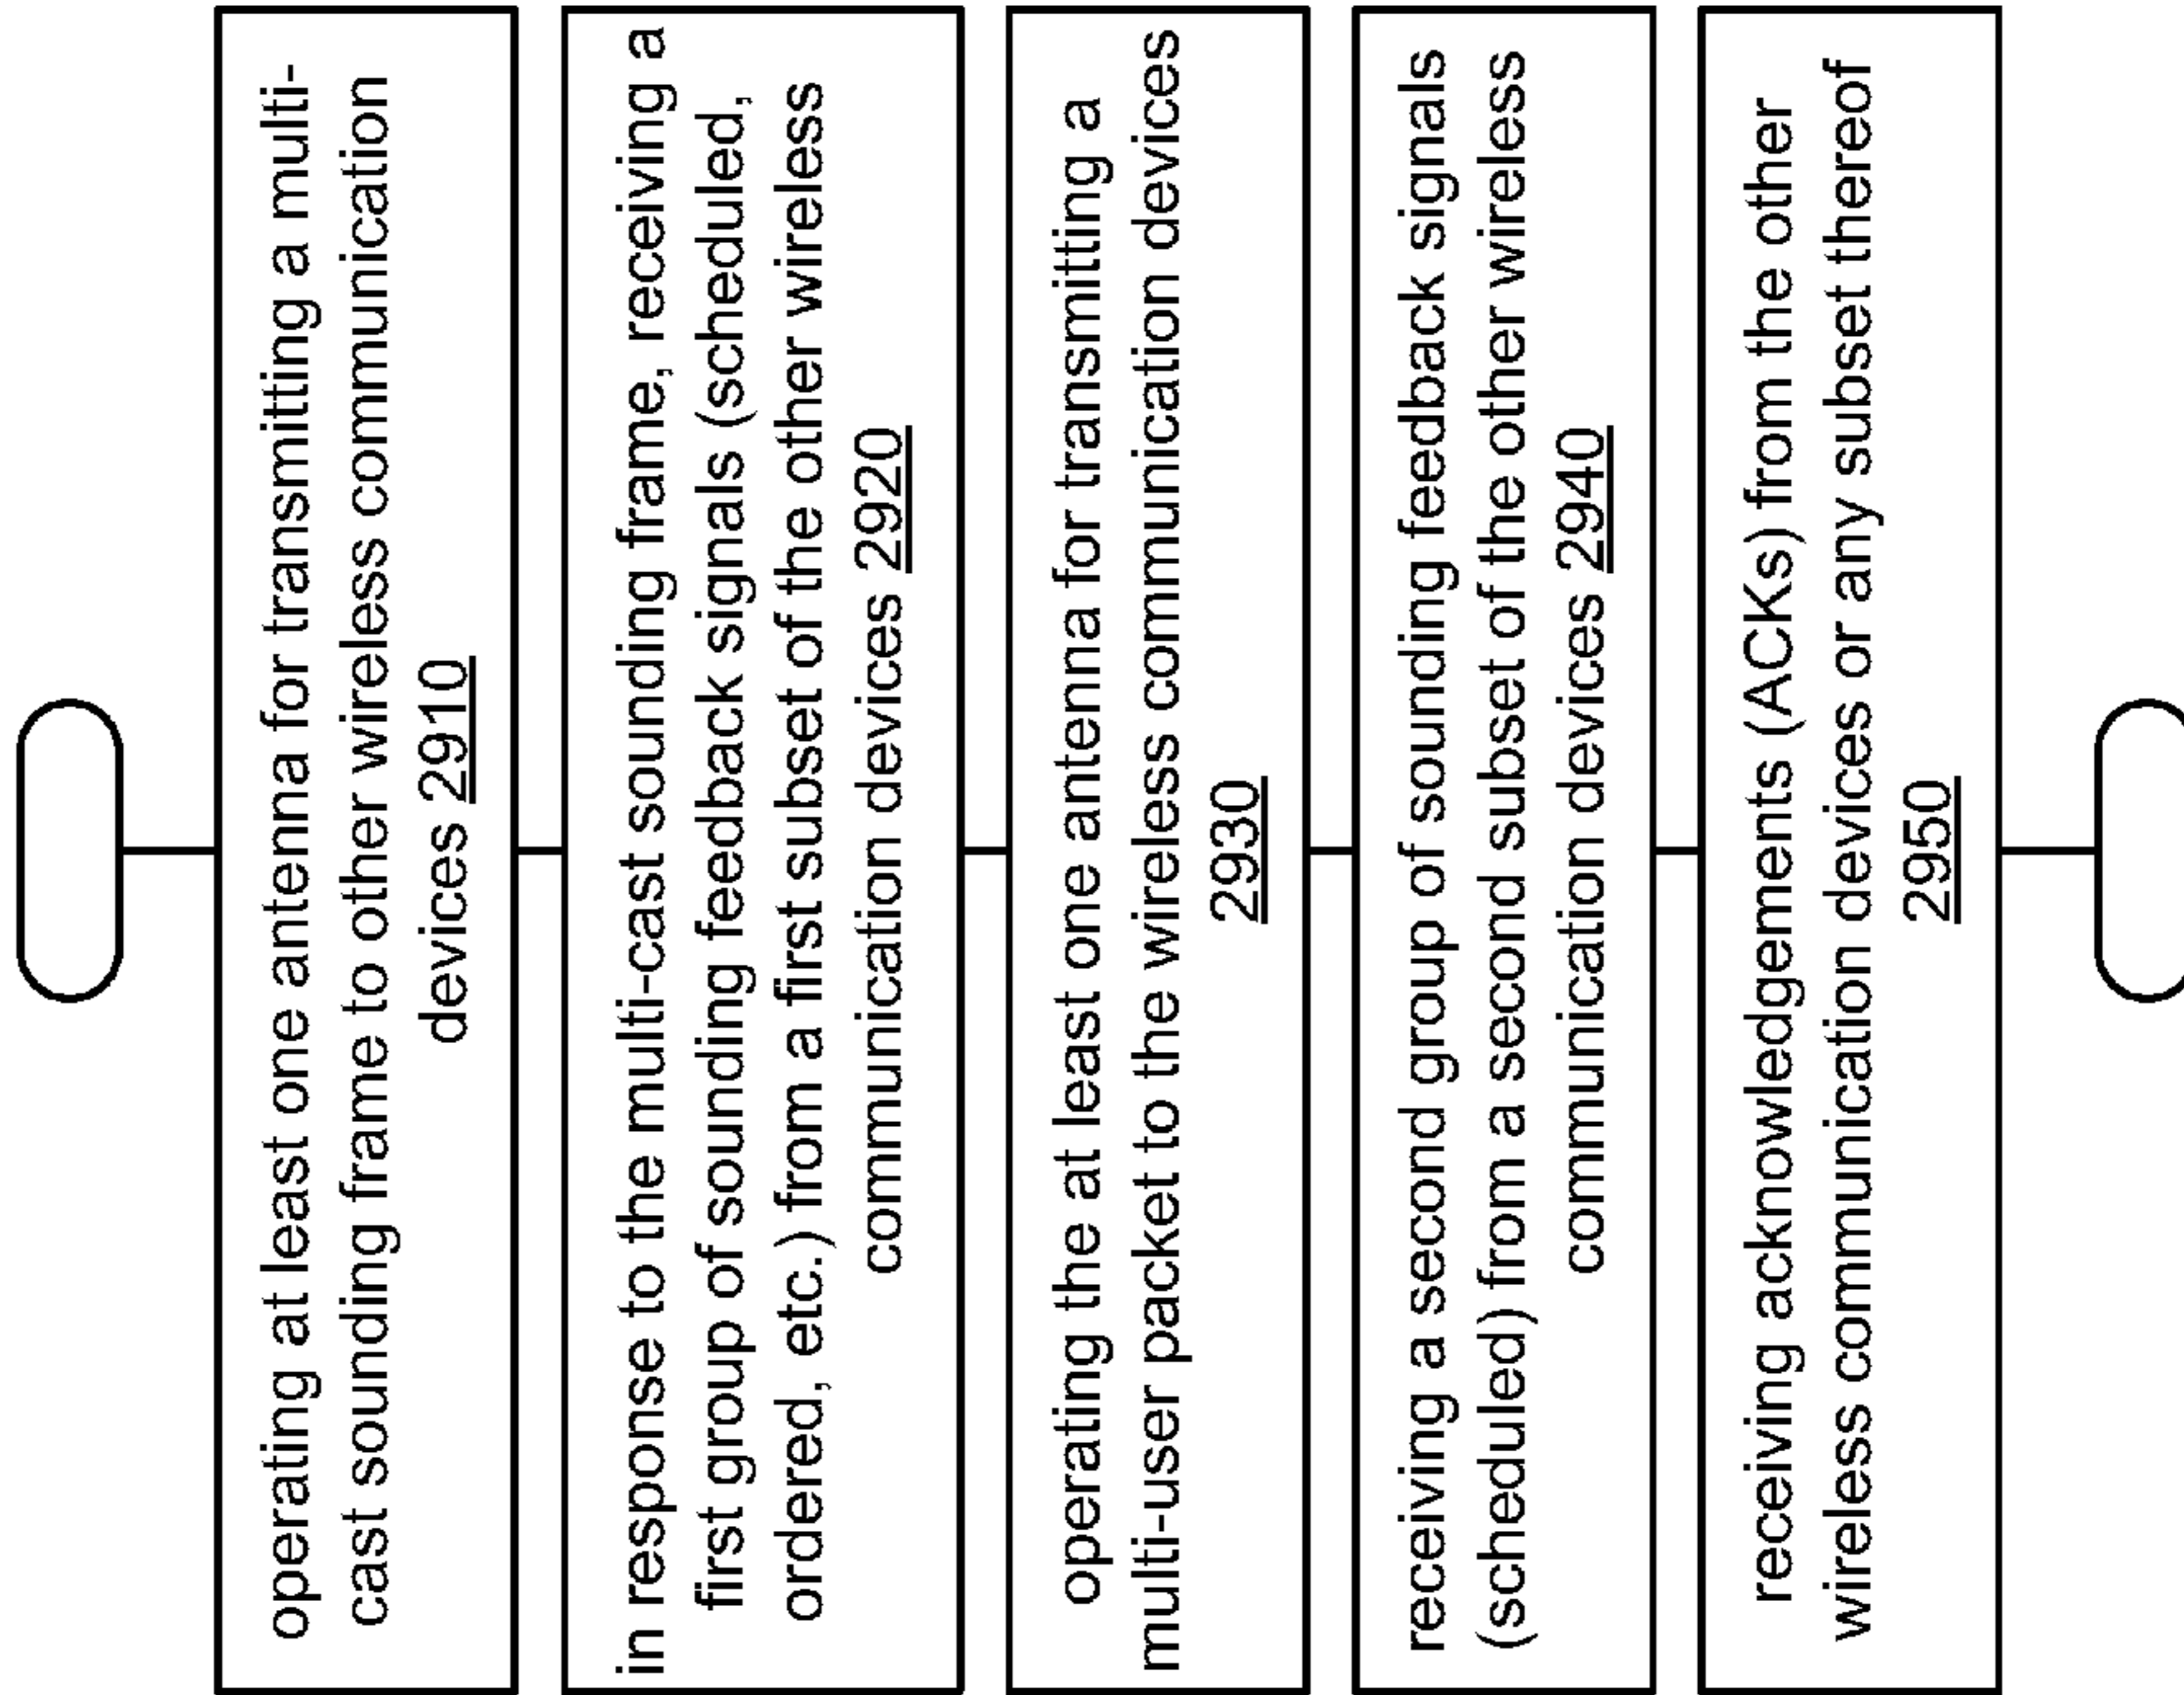 operating at least one antenna for transmitting a multi-
cast sounding frame to other wireless communication
devices 2910
in response to the multi-cast sounding frame, receiving a
first group of sounding feedback signals (scheduled,
ordered, etc.) from a first subset of the other wireless
communication devices 2920
operating the at least one antenna for transmitting a
multi-user packet to the wireless communication devices
2930
receiving a second group of sounding feedback signals
(scheduled) from a second subset of the other wireless
communication devices 2940
receiving acknowledgements (ACKs) from the other
wireless communication devices or any subset thereof
2950